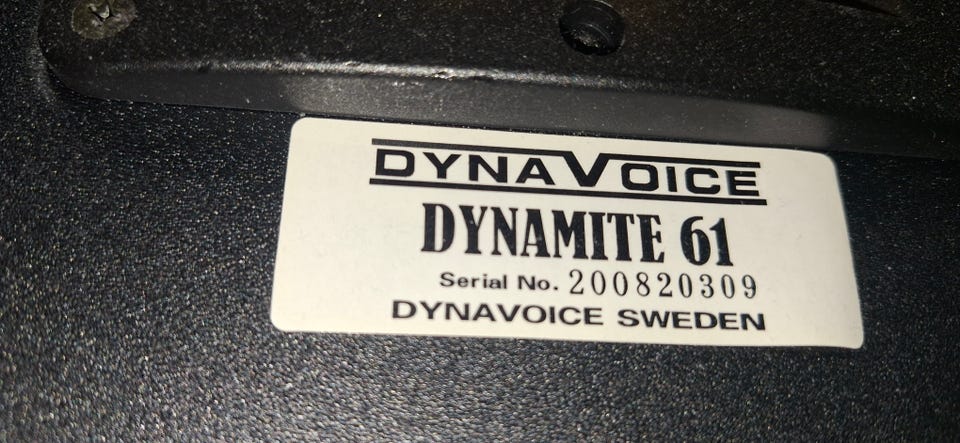 DYNAVOICE
DYNAMITE 61
Serial No. 200820309
DYNAVOICE SWEDEN